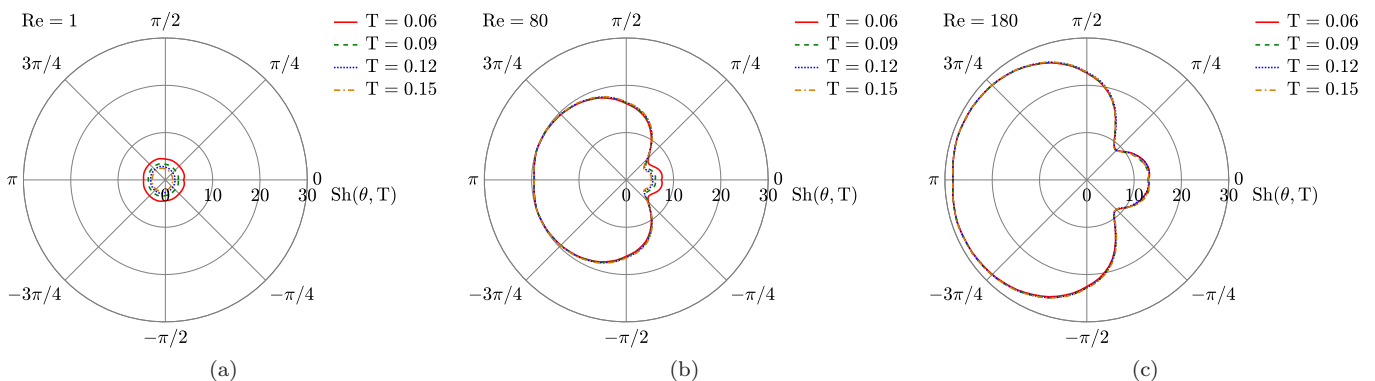 Re = 1
π/2
T = 0.06
T = 0.09
T = 0.12
T = 0.15
3π/4
π/4
π
0
0
10
20
30
Sh(θ, T)
−3π/4
−π/4
−π/2
(a)
Re = 80
π/2
T = 0.06
T = 0.09
T = 0.12
T = 0.15
3π/4
π/4
π
0
0
10
20
30
Sh(θ, T)
−3π/4
−π/4
−π/2
(b)
Re = 180
π/2
T = 0.06
T = 0.09
T = 0.12
T = 0.15
3π/4
π/4
π
0
0
10
20
30
Sh(θ, T)
−3π/4
−π/4
−π/2
(c)